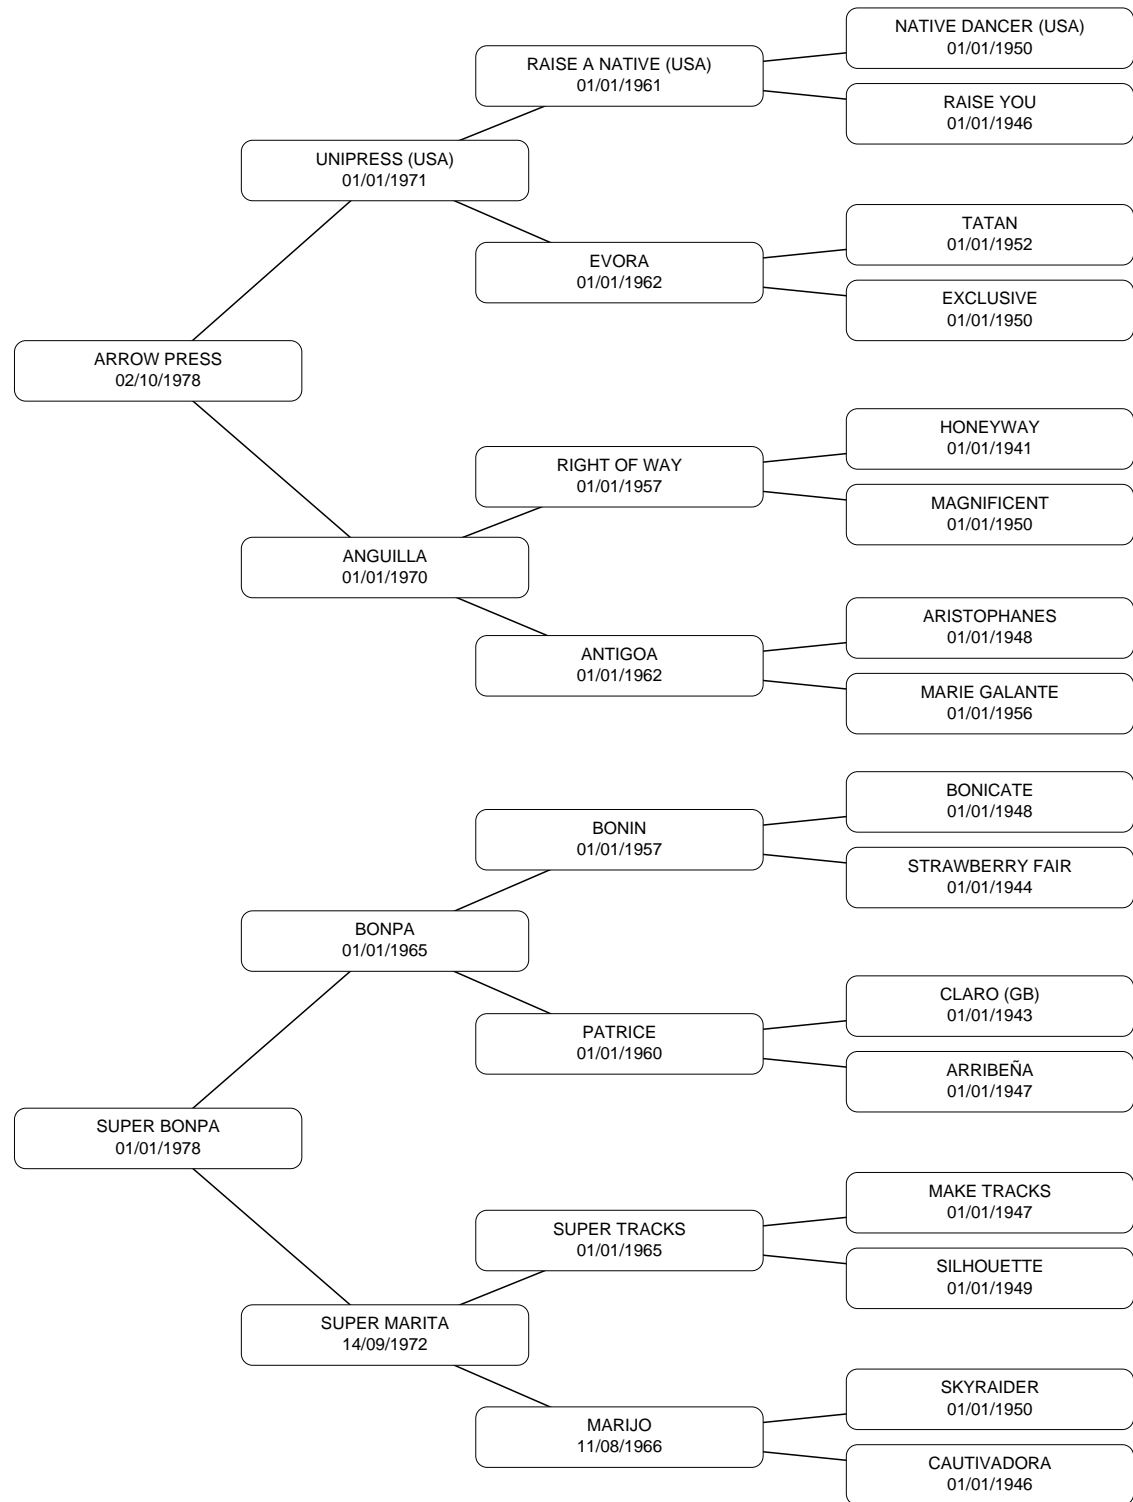 NATIVE DANCER (USA)
01/01/1950
RAISE A NATIVE (USA)
01/01/1961
RAISE YOU
01/01/1946
UNIPRESS (USA)
01/01/1971
TATAN
01/01/1952
EVORA
01/01/1962
EXCLUSIVE
01/01/1950
ARROW PRESS
02/10/1978
HONEYWAY
01/01/1941
RIGHT OF WAY
01/01/1957
MAGNIFICENT
01/01/1950
ANGUILLA
01/01/1970
ARISTOPHANES
01/01/1948
ANTIGOA
01/01/1962
MARIE GALANTE
01/01/1956
BONICATE
01/01/1948
BONIN
01/01/1957
STRAWBERRY FAIR
01/01/1944
BONPA
01/01/1965
CLARO (GB)
01/01/1943
PATRICE
01/01/1960
ARRIBEÑA
01/01/1947
SUPER BONPA
01/01/1978
MAKE TRACKS
01/01/1947
SUPER TRACKS
01/01/1965
SILHOUETTE
01/01/1949
SUPER MARITA
14/09/1972
SKYRAIDER
01/01/1950
MARIJO
11/08/1966
CAUTIVADORA
01/01/1946